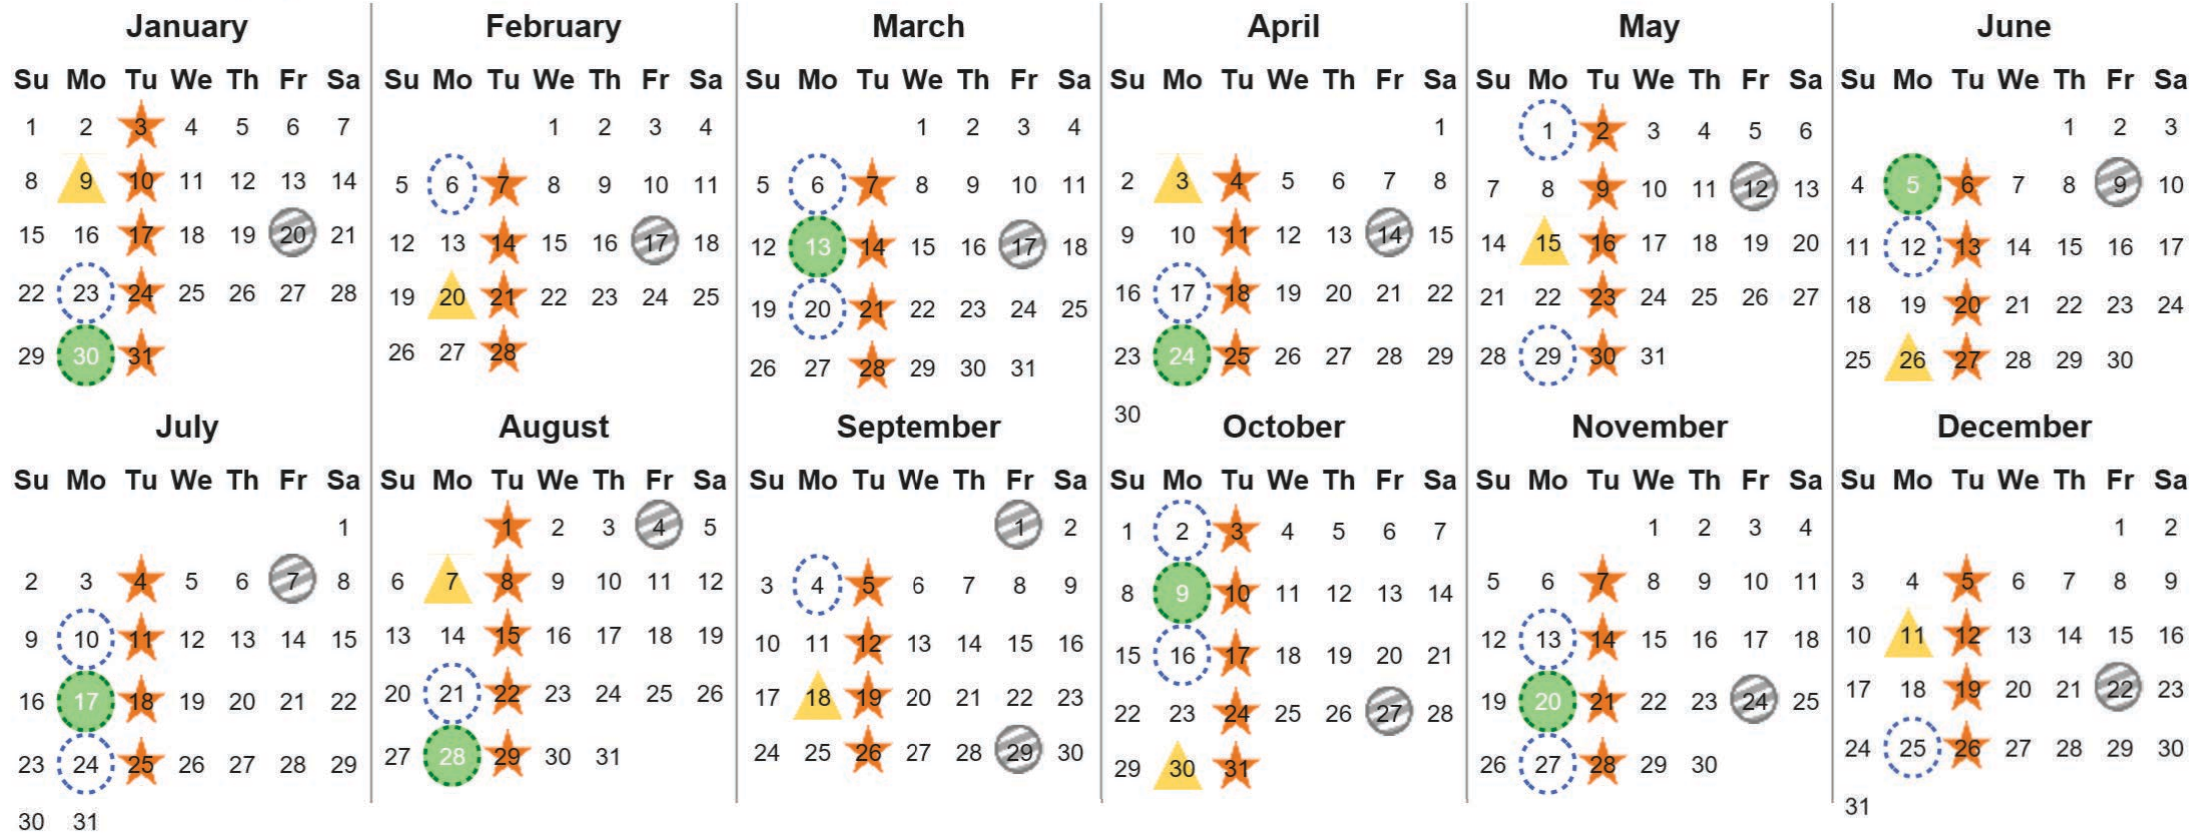 January
Su Mo Tu We Th Fr Sa
1 2 3 4 5 6 7
8 9 10 11 12 13 14
15 16 17 18 19 20 21
22 23 24 25 26 27 28
29 30 31
February
Su Mo Tu We Th Fr Sa
1 2 3 4
5 6 7 8 9 10 11
12 13 14 15 16 17 18
19 20 21 22 23 24 25
26 27 28
March
Su Mo Tu We Th Fr Sa
1 2 3 4
5 6 7 8 9 10 11
12 13 14 15 16 17 18
19 20 21 22 23 24 25
26 27 28 29 30 31
April
Su Mo Tu We Th Fr Sa
1
2 3 4 5 6 7 8
9 10 11 12 13 14 15
16 17 18 19 20 21 22
23 24 25 26 27 28 29
30
May
Su Mo Tu We Th Fr Sa
1 2 3 4 5 6
7 8 9 10 11 12 13
14 15 16 17 18 19 20
21 22 23 24 25 26 27
28 29 30 31
June
Su Mo Tu We Th Fr Sa
1 2 3
4 5 6 7 8 9 10
11 12 13 14 15 16 17
18 19 20 21 22 23 24
25 26 27 28 29 30
July
Su Mo Tu We Th Fr Sa
1
2 3 4 5 6 7 8
9 10 11 12 13 14 15
16 17 18 19 20 21 22
23 24 25 26 27 28 29
30 31
August
Su Mo Tu We Th Fr Sa
1 2 3 4 5
6 7 8 9 10 11 12
13 14 15 16 17 18 19
20 21 22 23 24 25 26
27 28 29 30 31
September
Su Mo Tu We Th Fr Sa
1 2
3 4 5 6 7 8 9
10 11 12 13 14 15 16
17 18 19 20 21 22 23
24 25 26 27 28 29 30
October
Su Mo Tu We Th Fr Sa
1 2 3 4 5 6 7
8 9 10 11 12 13 14
15 16 17 18 19 20 21
22 23 24 25 26 27 28
29 30 31
November
Su Mo Tu We Th Fr Sa
1 2 3 4
5 6 7 8 9 10 11
12 13 14 15 16 17 18
19 20 21 22 23 24 25
26 27 28 29 30
December
Su Mo Tu We Th Fr Sa
1 2
3 4 5 6 7 8 9
10 11 12 13 14 15 16
17 18 19 20 21 22 23
24 25 26 27 28 29 30
31